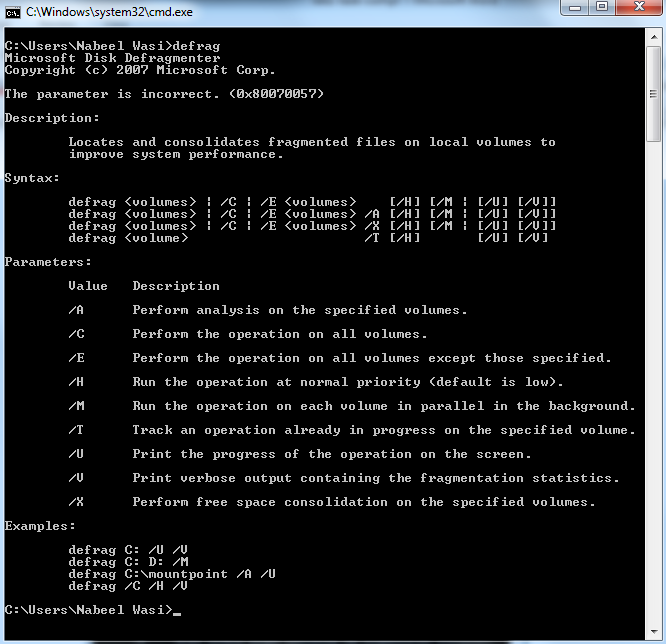 C:\Windows\system32\cmd.exe
C:\Users\Nabeel Wasi>defrag
Microsoft Disk Defragmenter
Copyright (c) 2007 Microsoft Corp.
The parameter is incorrect. (0x80070057)
Description:
Locates and consolidates fragmented files on local volumes to
improve system performance.
Syntax:
defrag <volumes> | /C | /E <volumes>    [/H] [/M | [/U] [/V]]
defrag <volumes> | /C | /E <volumes> /A [/H] [/M | [/U] [/V]]
defrag <volumes> | /C | /E <volumes> /X [/H] [/M | [/U] [/V]]
defrag <volume>                      /T [/H]       [/U] [/V]
Parameters:
Value   Description
/A      Perform analysis on the specified volumes.
/C      Perform the operation on all volumes.
/E      Perform the operation on all volumes except those specified.
/H      Run the operation at normal priority (default is low).
/M      Run the operation on each volume in parallel in the background.
/T      Track an operation already in progress on the specified volume.
/U      Print the progress of the operation on the screen.
/V      Print verbose output containing the fragmentation statistics.
/X      Perform free space consolidation on the specified volumes.
Examples:
defrag C: /U /V
defrag C: D: /M
defrag C:\mountpoint /A /U
defrag /C /H /V
C:\Users\Nabeel Wasi>_